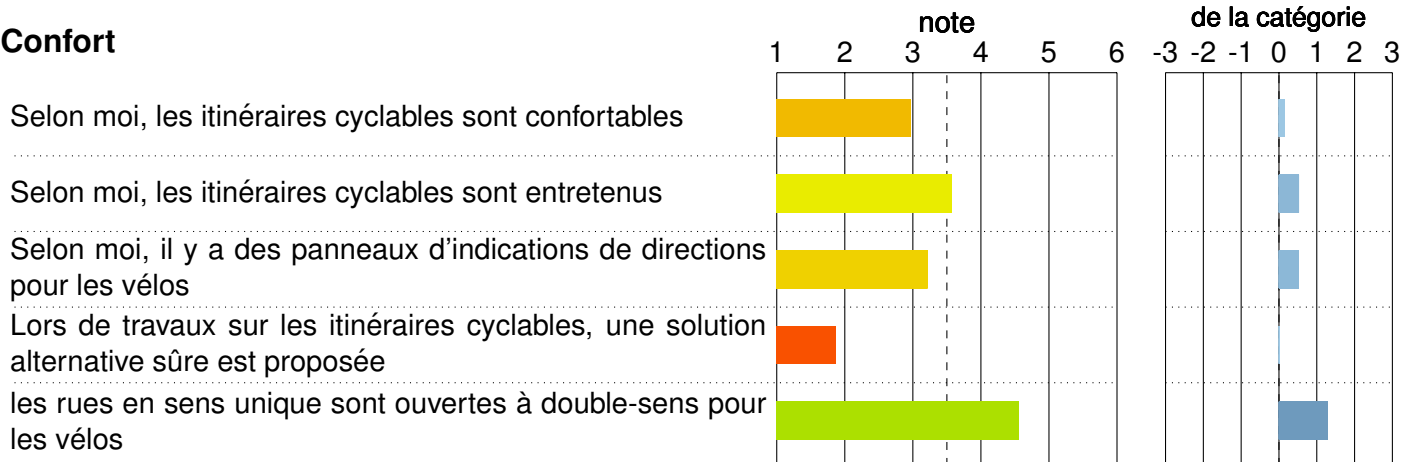 note
de la catégorie
Confort
1 2 3 4 5 6
-3 -2 -1 0 1 2 3
Selon moi, les itinéraires cyclables sont confortables
Selon moi, les itinéraires cyclables sont entretenus
Selon moi, il y a des panneaux d'indications de directions
pour les vélos
Lors de travaux sur les itinéraires cyclables, une solution
alternative sûre est proposée
les rues en sens unique sont ouvertes à double-sens pour
les vélos